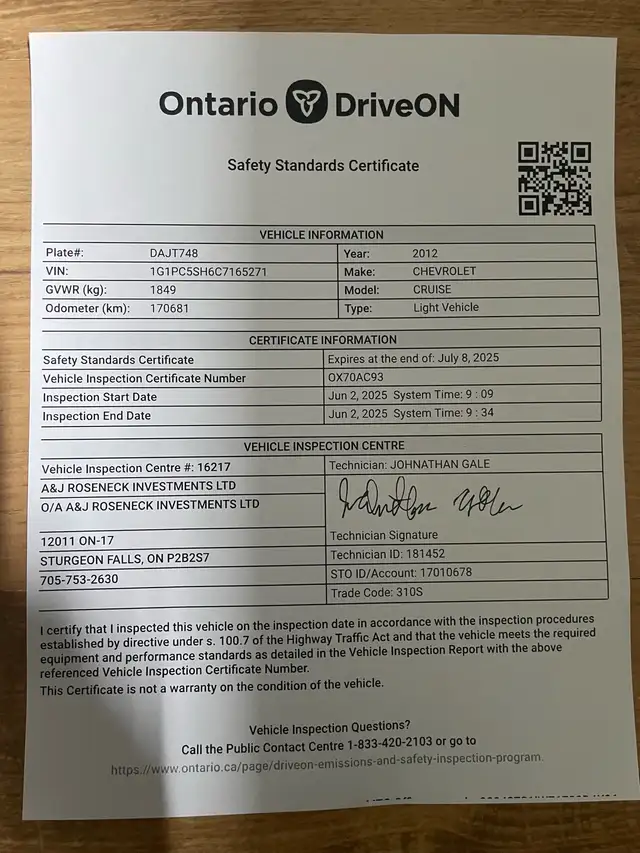 Ontario DriveON
Safety Standards Certificate
VEHICLE INFORMATION
Plate#: DAJT748 Year: 2012
VIN: 1G1PC5SH6C7165271 Make: CHEVROLET
GVWR (kg): 1849 Model: CRUISE
Odometer (km): 170681 Type: Light Vehicle
CERTIFICATE INFORMATION
Safety Standards Certificate Expires at the end of: July 8, 2025
Vehicle Inspection Certificate Number OX70AC93
Inspection Start Date Jun 2, 2025 System Time: 9 : 09
Inspection End Date Jun 2, 2025 System Time: 9 : 34
VEHICLE INSPECTION CENTRE
Vehicle Inspection Centre #: 16217 Technician: JOHNATHAN GALE
A&J ROSENECK INVESTMENTS LTD
O/A A&J ROSENECK INVESTMENTS LTD
12011 ON-17 Technician Signature
STURGEON FALLS, ON P2B2S7 Technician ID: 181452
705-753-2630 STO ID/Account: 17010678
Trade Code: 310S
I certify that I inspected this vehicle on the inspection date in accordance with the inspection procedures
established by directive under s. 100.7 of the Highway Traffic Act and that the vehicle meets the required
equipment and performance standards as detailed in the Vehicle Inspection Report with the above
referenced Vehicle Inspection Certificate Number.
This Certificate is not a warranty on the condition of the vehicle.
Vehicle Inspection Questions?
Call the Public Contact Centre 1-833-420-2103 or go to
https://www.ontario.ca/page/driveon-emissions-and-safety-inspection-program.